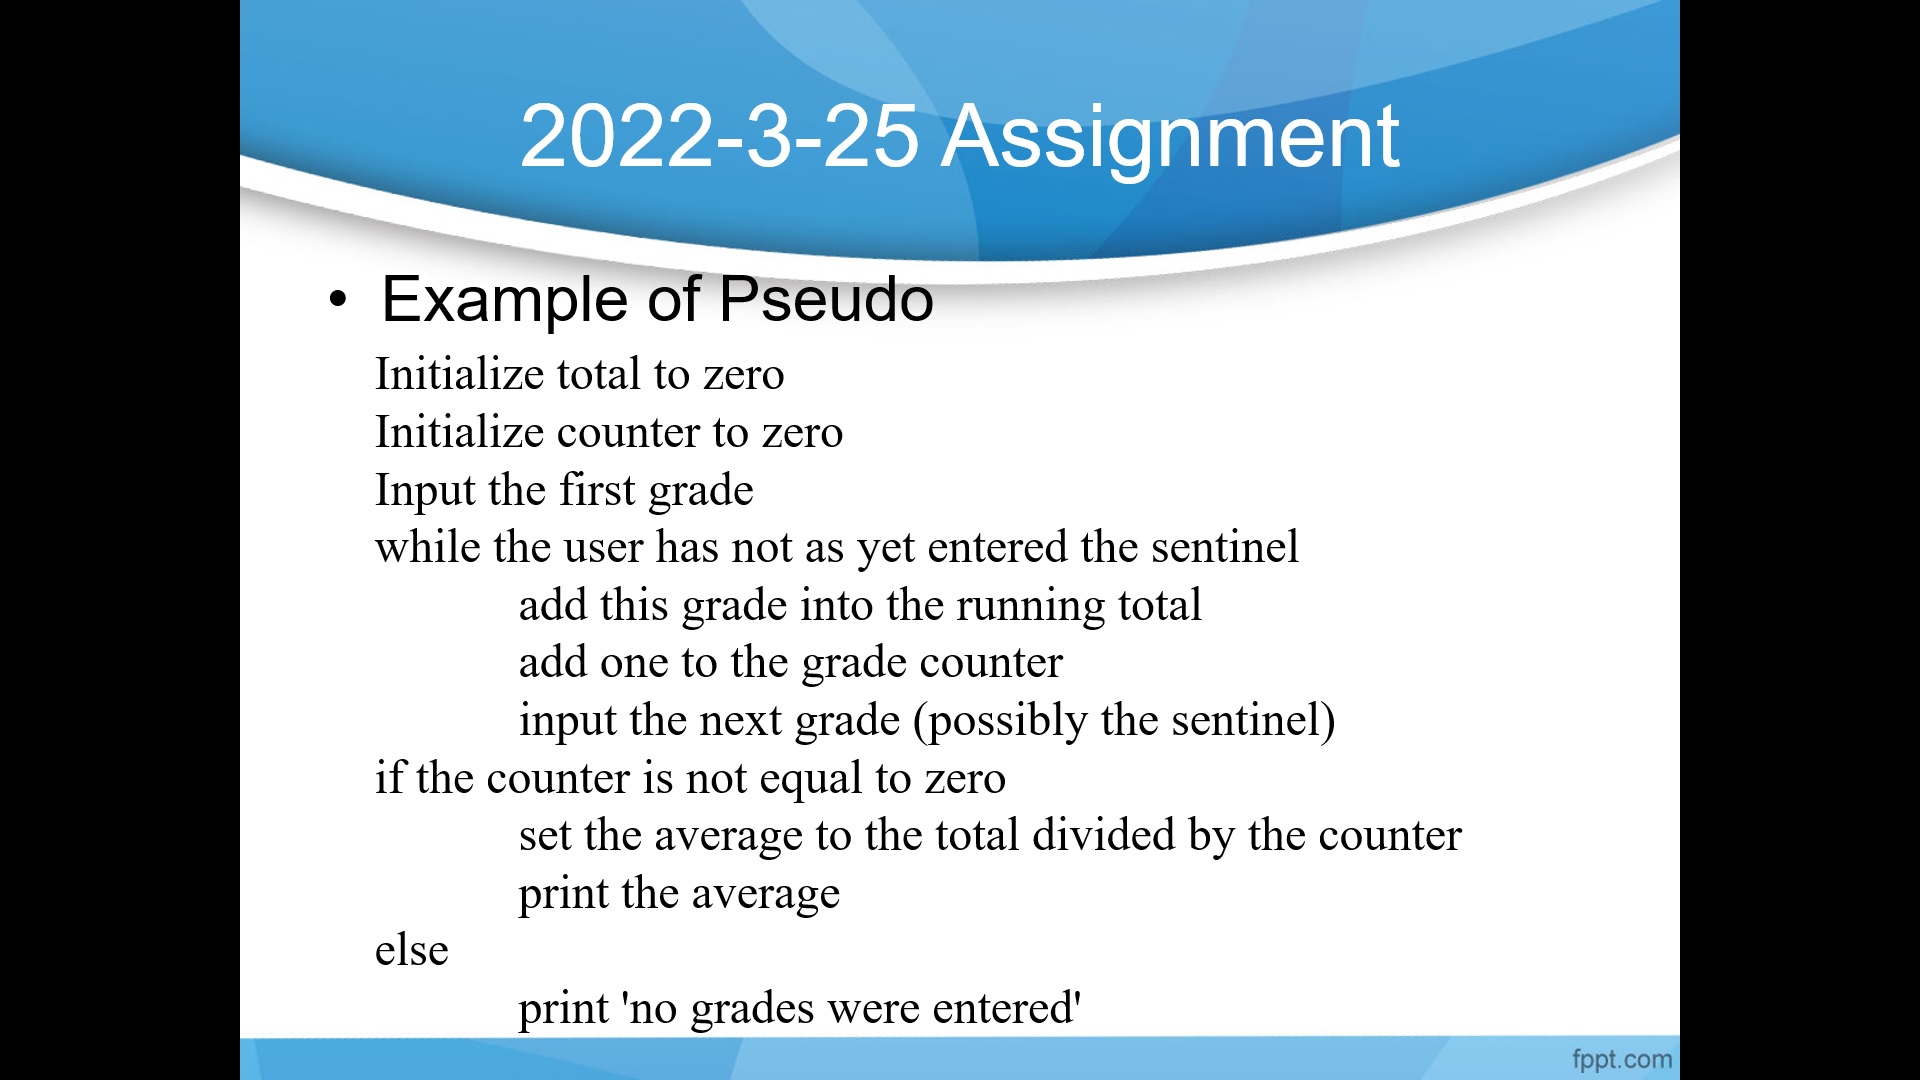 2022-3-25 Assignment
• Example of Pseudo
Initialize total to zero
Initialize counter to zero
Input the first grade
while the user has not as yet entered the sentinel
add this grade into the running total
add one to the grade counter
input the next grade (possibly the sentinel)
if the counter is not equal to zero
set the average to the total divided by the counter
print the average
else
print 'no grades were entered'
fppt.com